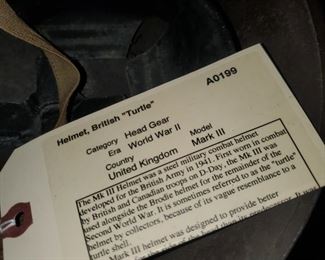 A0199
Helmet, British "Turtle"
Category Head Gear
Era World War II
Country Model
United Kingdom Mark III
The Mk III Helmet was a steel military combat helmet
developed for the British Army in 1941. First worn in combat
by British and Canadian troops on D-Day, the Mk III was
used alongside the Brodie helmet for the remainder of the
Second World War. It is sometimes referred to as the "turtle"
helmet by collectors, because of its vague resemblance to a
turtle shell.
Mark III helmet was designed to provide better